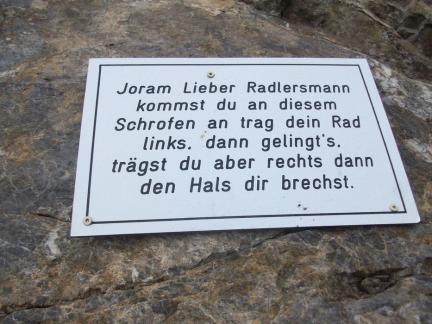 Joram Lieber Radlersmann
kommst du an diesem
Schrofen an trag dein Rad
links, dann gelingt's,
trägst du aber rechts dann
den Hals dir brechst.